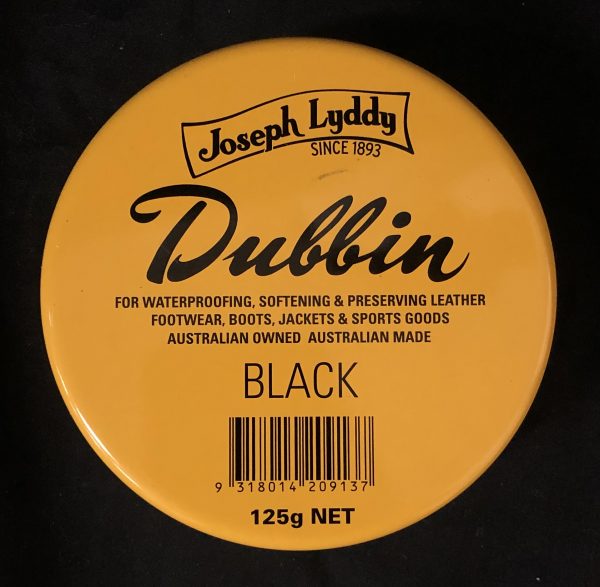 Joseph Lyddy
SINCE 1893
Dubbin
FOR WATERPROOFING, SOFTENING & PRESERVING LEATHER
FOOTWEAR, BOOTS, JACKETS & SPORTS GOODS
AUSTRALIAN OWNED AUSTRALIAN MADE
BLACK
9 318014 209137
125g NET